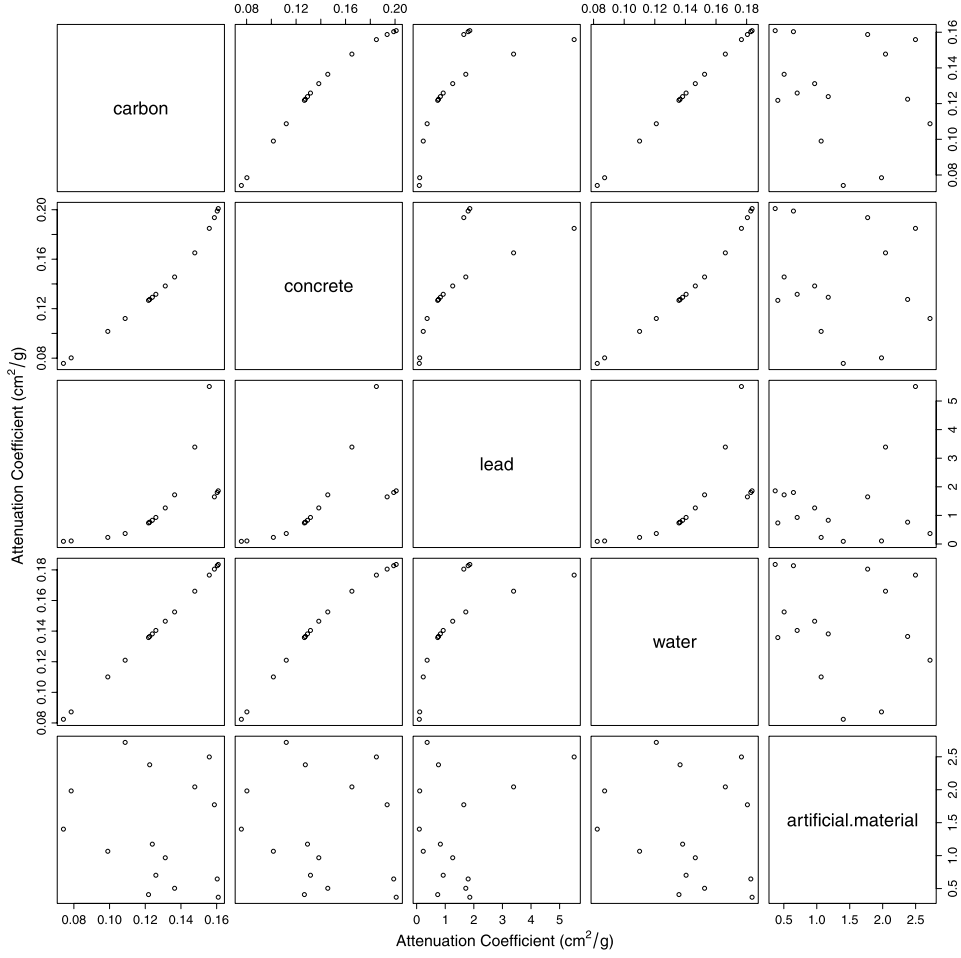 0.08 0.12 0.16 0.20
0.08 0.10 0.12 0.14 0.16 0.18
carbon
0.08 0.10 0.12 0.14 0.16
0.08 0.12 0.16 0.20
concrete
lead
0 1 2 3 4 5
0.08 0.10 0.12 0.14 0.16 0.18
water
artificial.material
0.5 1.0 1.5 2.0 2.5
0.08 0.10 0.12 0.14 0.16
0 1 2 3 4 5
0.5 1.0 1.5 2.0 2.5
Attenuation Coefficient (cm²/g)
Attenuation Coefficient (cm²/g)